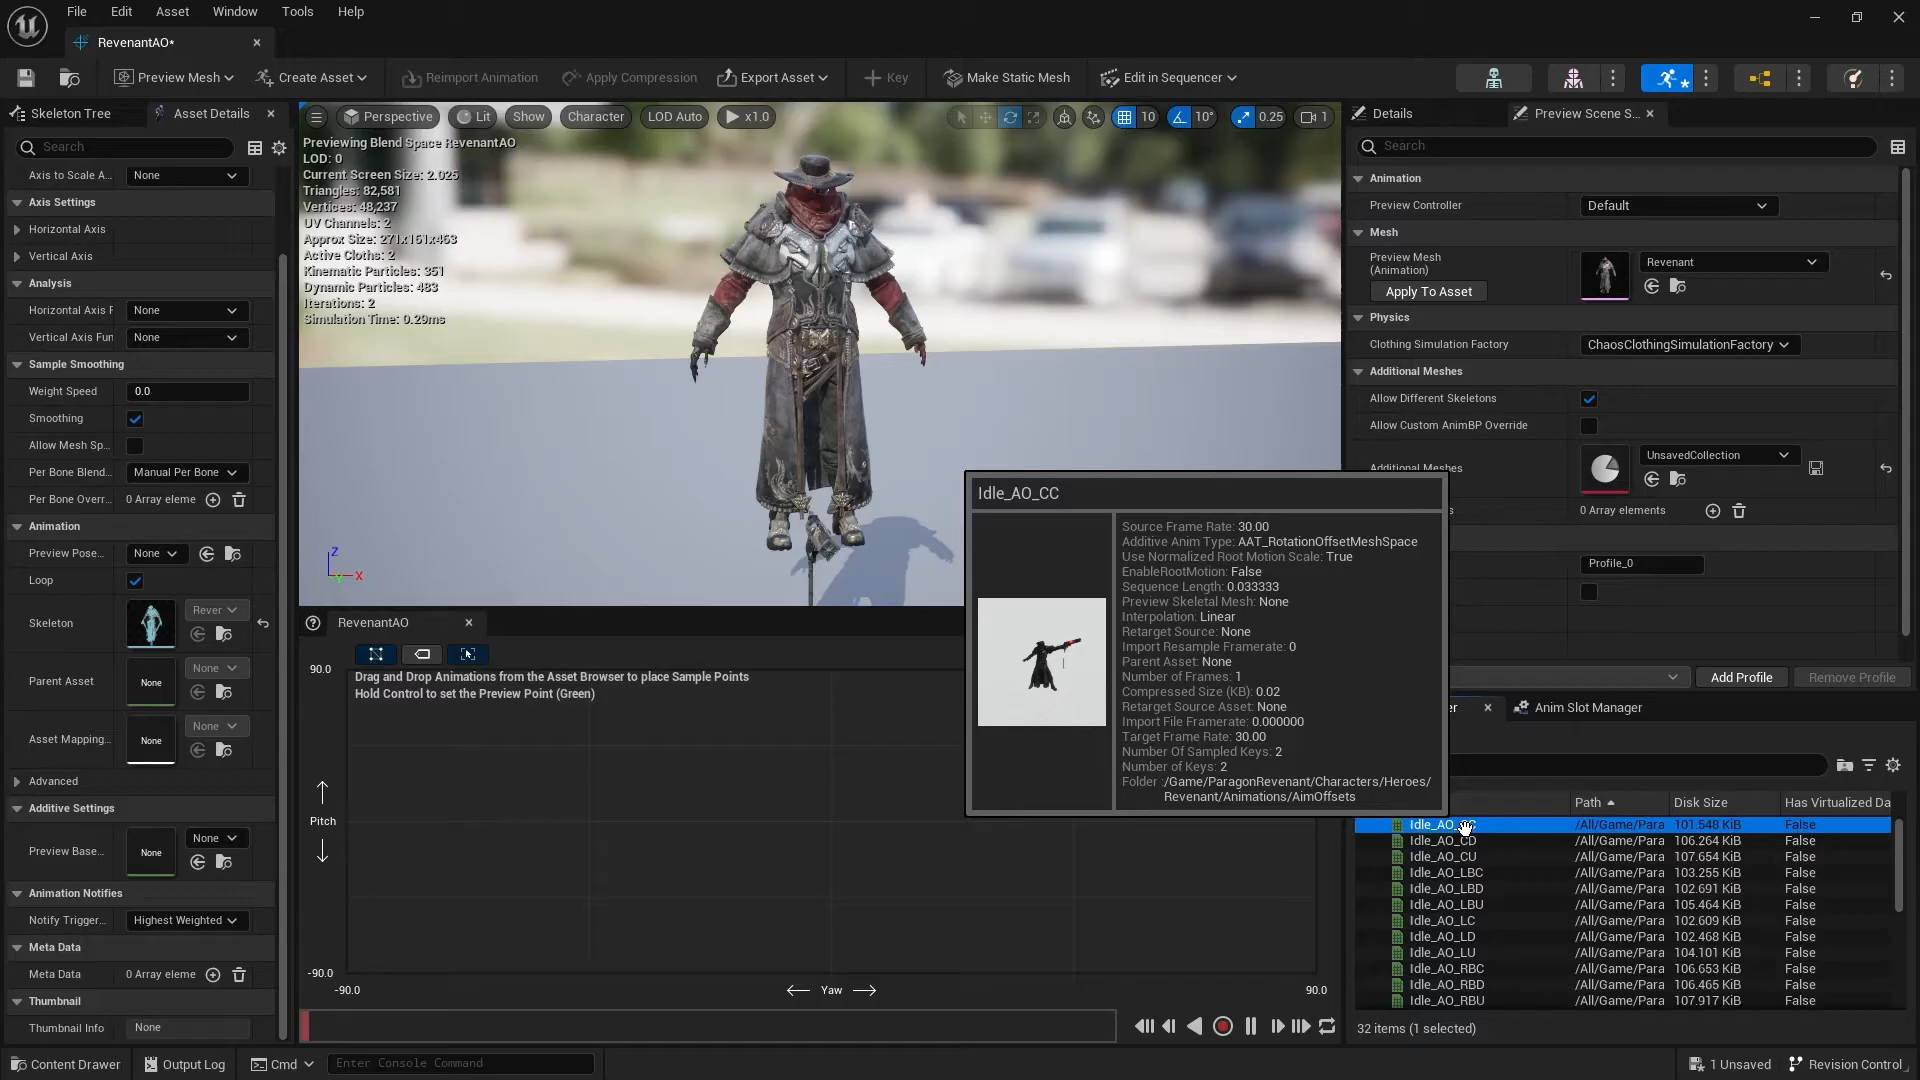 File Edit Asset Window Tools Help
RevenantAO*
Preview Mesh Create Asset Reimport Animation Apply Compression Export Asset Key Make Static Mesh Edit in Sequencer
Skeleton Tree Asset Details
Search
Axis to Scale A... None
Axis Settings
Horizontal Axis
Vertical Axis
Analysis
Horizontal Axis F None
Vertical Axis Fun None
Sample Smoothing
Weight Speed 0.0
Smoothing
Allow Mesh Sp...
Per Bone Blend... Manual Per Bone
Per Bone Overr... 0 Array eleme
Animation
Preview Pose... None
Loop
Skeleton Rever
Parent Asset None None
Asset Mapping... None None
Advanced
Additive Settings
Preview Base... None None
Animation Notifies
Notify Trigger... Highest Weighted
Meta Data
Meta Data 0 Array eleme
Thumbnail
Thumbnail Info None
Perspective Lit Show Character LOD Auto x1.0 10 10° 0.25 1
Previewing Blend Space RevenantAO
LOD: 0
Current Screen Size: 2.025
Triangles: 82,581
Vertices: 48,237
UV Channels: 2
Approx Size: 271x161x463
Active Cloths: 2
Kinematic Particles: 351
Dynamic Particles: 483
Iterations: 2
Simulation Time: 0.29ms
Z
Y X
RevenantAO
90.0
Drag and Drop Animations from the Asset Browser to place Sample Points
Hold Control to set the Preview Point (Green)
Pitch
-90.0
-90.0 Yaw 90.0
Idle_AO_CC
Source Frame Rate: 30.00
Additive Anim Type: AAT_RotationOffsetMeshSpace
Use Normalized Root Motion Scale: True
EnableRootMotion: False
Sequence Length: 0.033333
Preview Skeletal Mesh: None
Interpolation: Linear
Retarget Source: None
Import Resample Framerate: 0
Parent Asset: None
Number of Frames: 1
Compressed Size (KB): 0.02
Retarget Source Asset: None
Import File Framerate: 0.000000
Target Frame Rate: 30.00
Number Of Sampled Keys: 2
Number of Keys: 2
Folder :/Game/ParagonRevenant/Characters/Heroes/
Revenant/Animations/AimOffsets
Details Preview Scene S...
Search
Animation
Preview Controller Default
Mesh
Preview Mesh
(Animation)
Revenant
Apply To Asset
Physics
Clothing Simulation Factory ChaosClothingSimulationFactory
Additional Meshes
Allow Different Skeletons
Allow Custom AnimBP Override
Additional Meshes UnsavedCollection
s 0 Array elements
Profile_0
Add Profile Remove Profile
er Anim Slot Manager
Path Disk Size Has Virtualized Da
Idle_AO_CC /All/Game/Para 101.548 KiB False
Idle_AO_CD /All/Game/Para 106.264 KiB False
Idle_AO_CU /All/Game/Para 107.654 KiB False
Idle_AO_LBC /All/Game/Para 103.255 KiB False
Idle_AO_LBD /All/Game/Para 102.691 KiB False
Idle_AO_LBU /All/Game/Para 105.464 KiB False
Idle_AO_LC /All/Game/Para 102.609 KiB False
Idle_AO_LD /All/Game/Para 102.468 KiB False
Idle_AO_LU /All/Game/Para 104.101 KiB False
Idle_AO_RBC /All/Game/Para 106.653 KiB False
Idle_AO_RBD /All/Game/Para 106.465 KiB False
Idle_AO_RBU /All/Game/Para 107.917 KiB False
32 items (1 selected)
Content Drawer Output Log Cmd Enter Console Command 1 Unsaved Revision Control